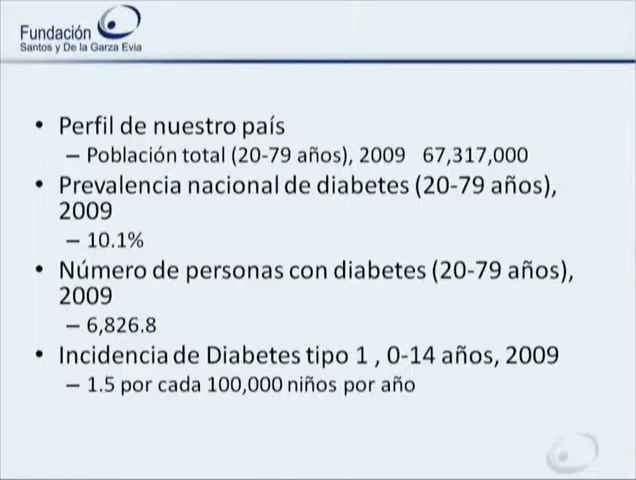 Fundación
Santos y De la Garza Evia
• Perfil de nuestro país
– Población total (20-79 años), 2009 67,317,000
• Prevalencia nacional de diabetes (20-79 años),
2009
– 10.1%
• Número de personas con diabetes (20-79 años),
2009
– 6,826.8
• Incidencia de Diabetes tipo 1 , 0-14 años, 2009
– 1.5 por cada 100,000 niños por año